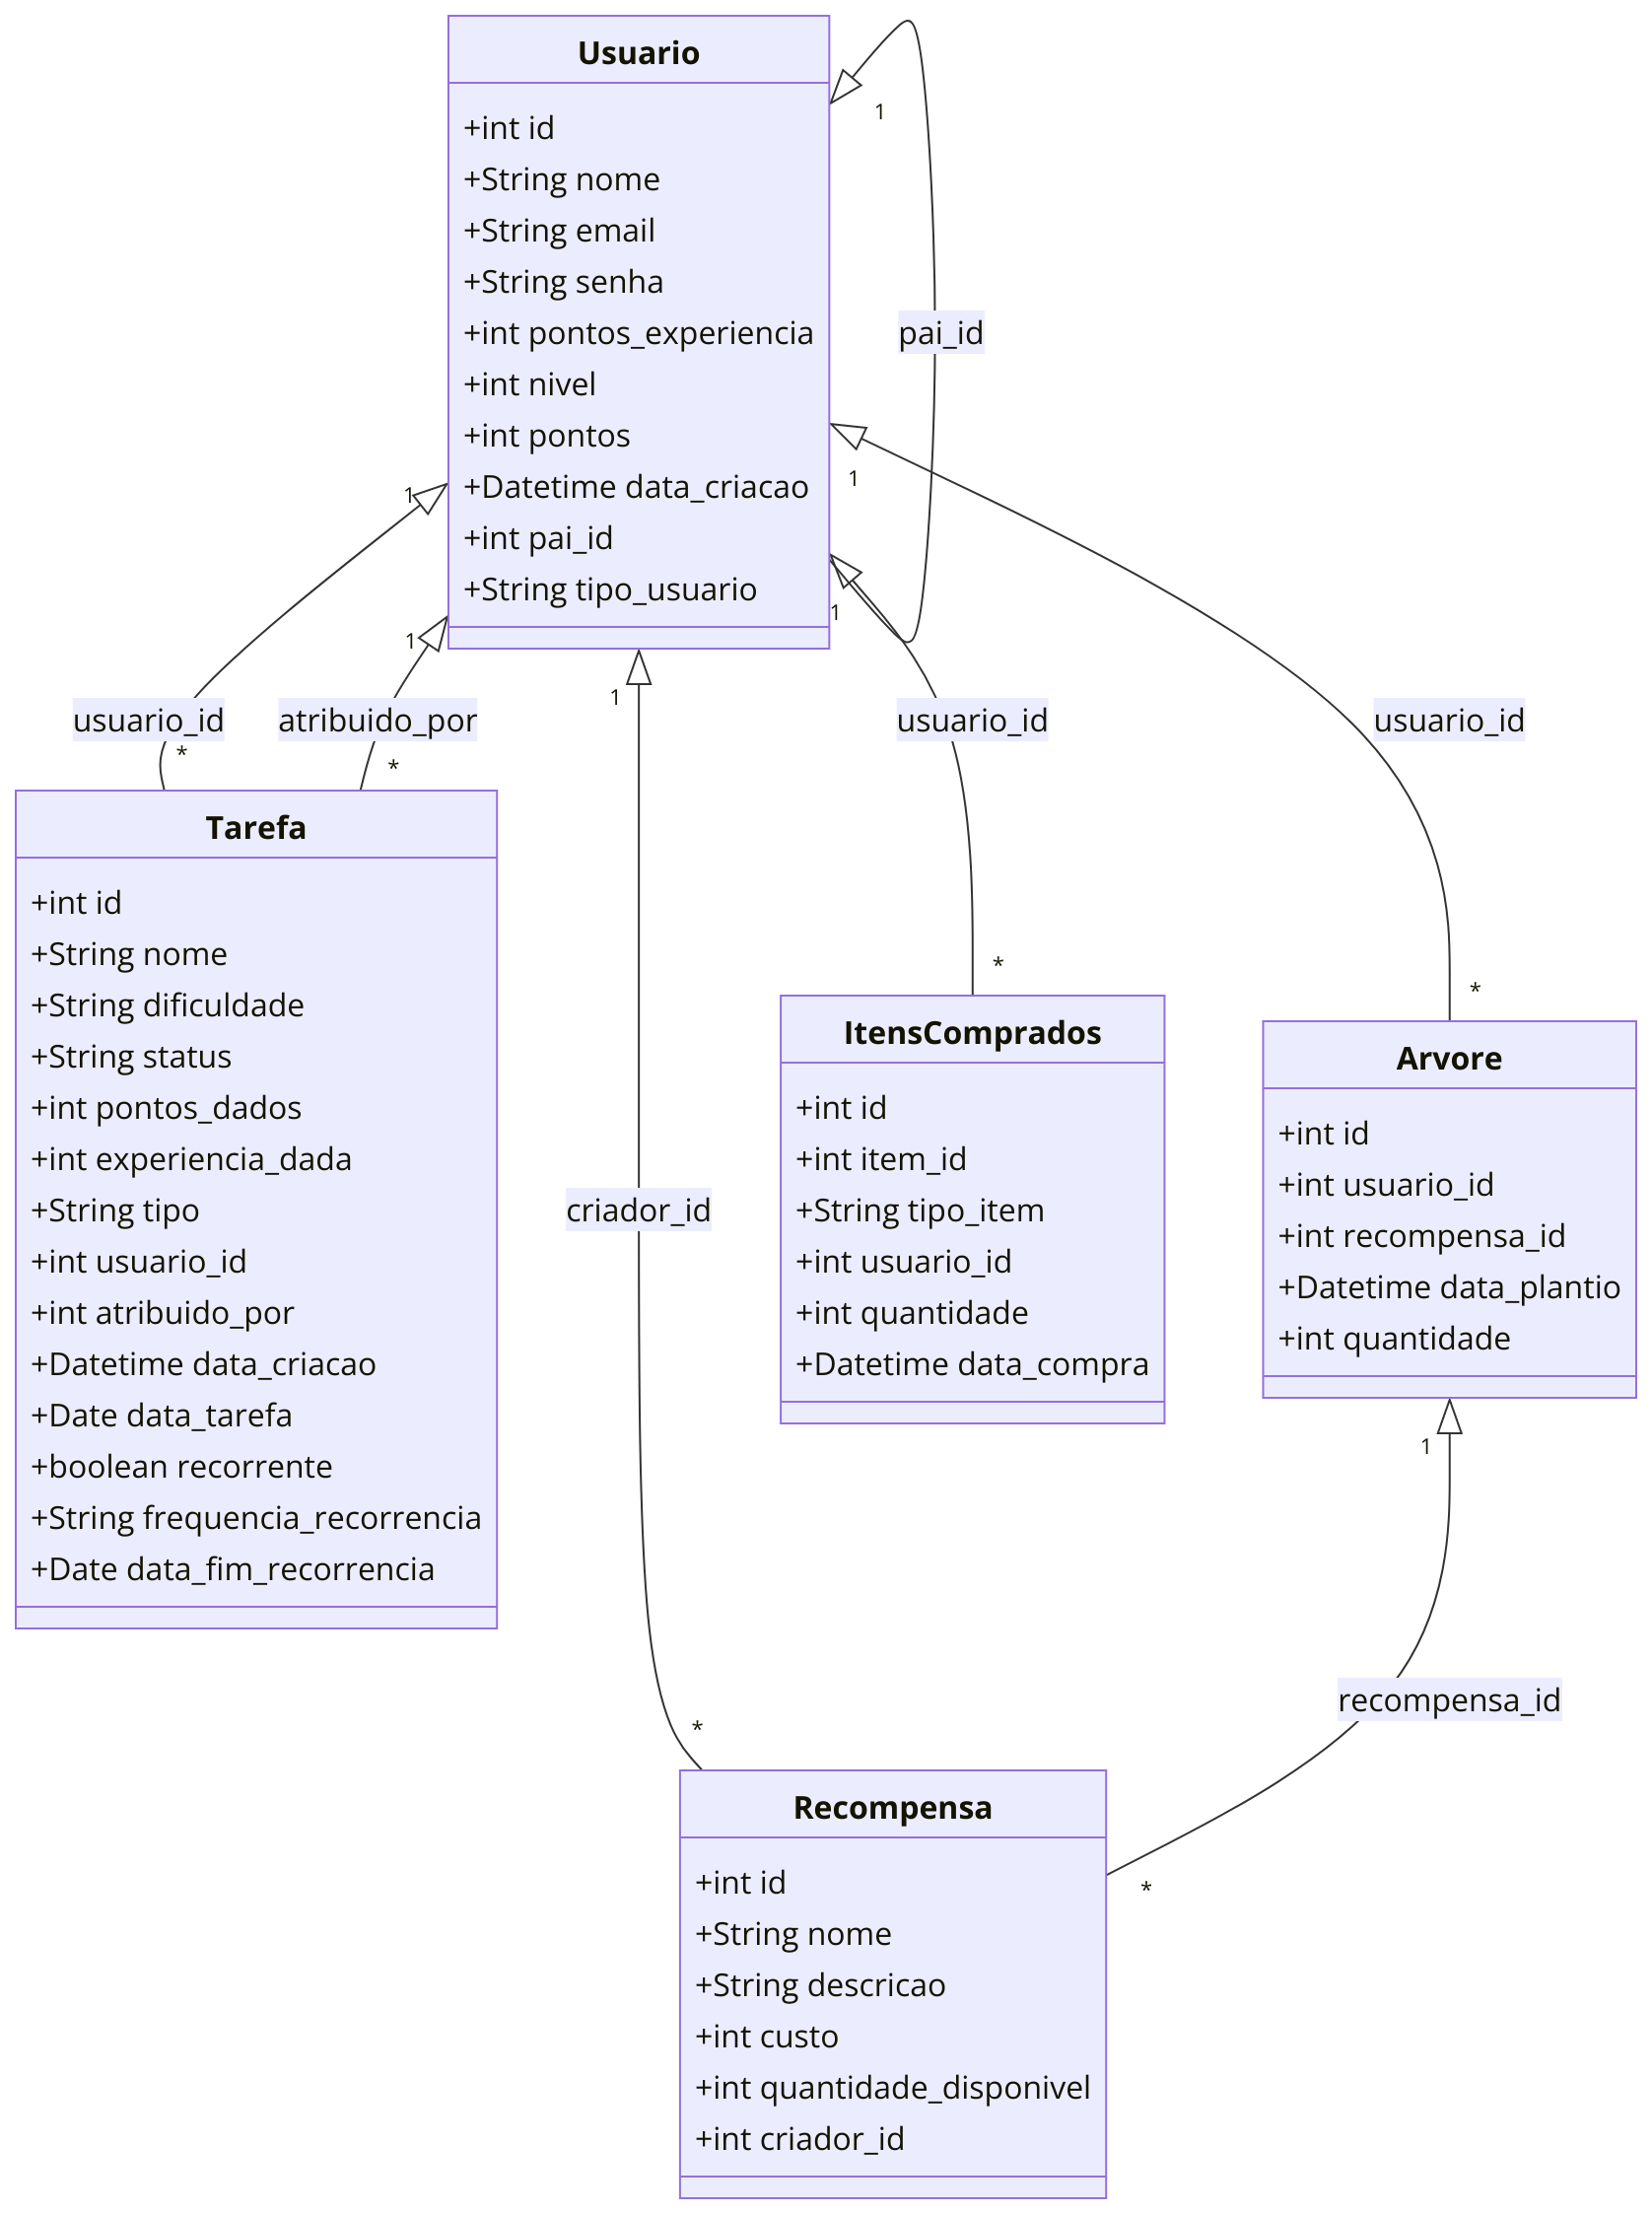 Usuario
+int id
+String nome
+String email
+String senha
+int pontos_experiencia
+int nivel
+int pontos
+Datetime data_criacao
+int pai_id
+String tipo_usuario
1
pai_id
1
1
1
1
1
usuario_id
*
atribuido_por
*
usuario_id
usuario_id
Tarefa
+int id
+String nome
+String dificuldade
+String status
+int pontos_dados
+int experiencia_dada
+String tipo
+int usuario_id
+int atribuido_por
+Datetime data_criacao
+Date data_tarefa
+boolean recorrente
+String frequencia_recorrencia
+Date data_fim_recorrencia
criador_id
*
ItensComprados
+int id
+int item_id
+String tipo_item
+int usuario_id
+int quantidade
+Datetime data_compra
*
Arvore
+int id
+int usuario_id
+int recompensa_id
+Datetime data_plantio
+int quantidade
1
recompensa_id
*
*
Recompensa
+int id
+String nome
+String descricao
+int custo
+int quantidade_disponivel
+int criador_id